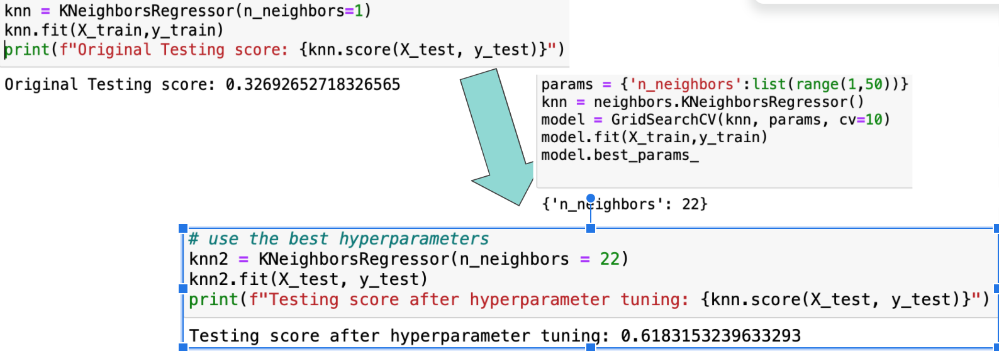 knn = KNeighborsRegressor(n_neighbors=1)
knn.fit(X_train,y_train)
print(f"Original Testing score: {knn.score(X_test, y_test)}")
Original Testing score: 0.32692652718326565
params = {'n_neighbors':list(range(1,50))}
knn = neighbors.KNeighborsRegressor()
model = GridSearchCV(knn, params, cv=10)
model.fit(X_train,y_train)
model.best_params_
{'n_neighbors': 22}
# use the best hyperparameters
knn2 = KNeighborsRegressor(n_neighbors = 22)
knn2.fit(X_test, y_test)
print(f"Testing score after hyperparameter tuning: {knn.score(X_test, y_test)}")
Testing score after hyperparameter tuning: 0.6183153239633293